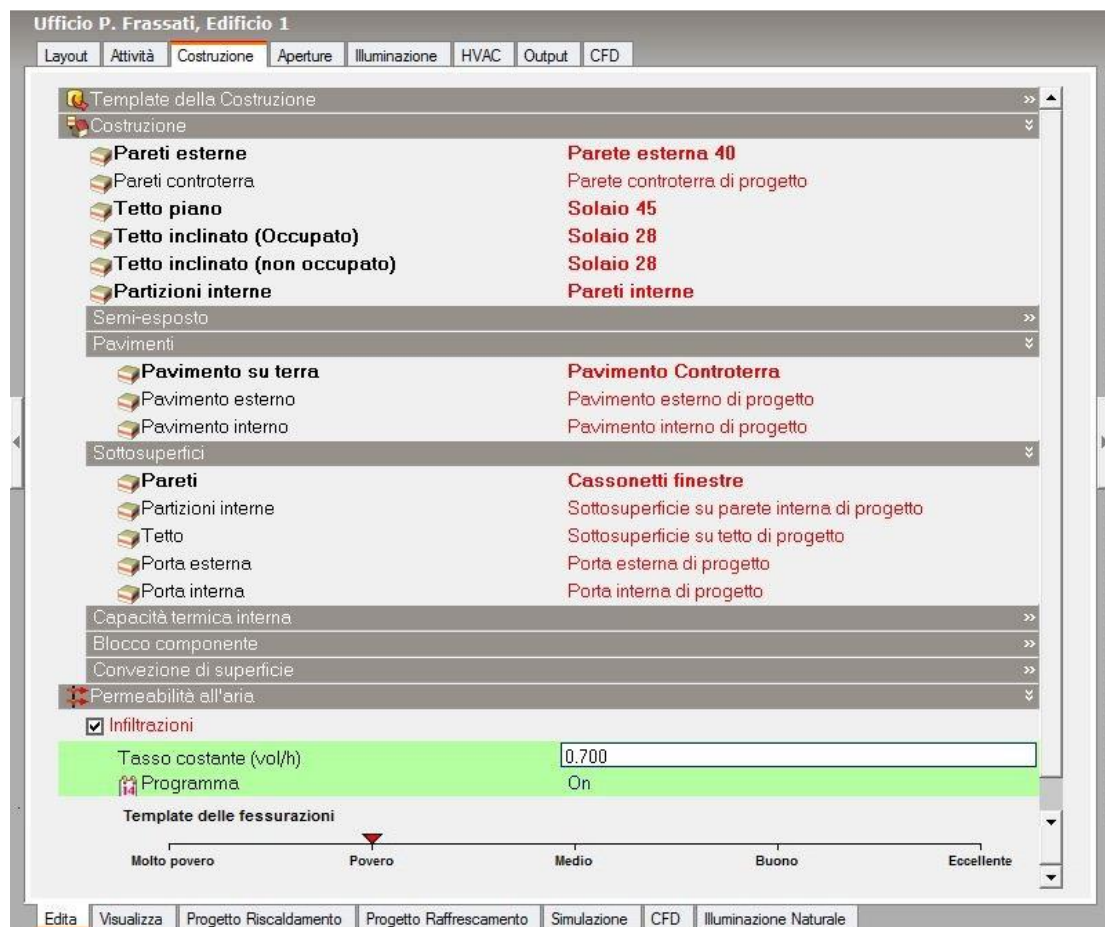 Ufficio P. Frassati, Edificio 1
Layout Attività Costruzione Aperture Illuminazione HVAC Output CFD
Template della Costruzione
Costruzione
Pareti esterne Parete esterna 40
Pareti controterra Parete controterra di progetto
Tetto piano Solaio 45
Tetto inclinato (Occupato) Solaio 28
Tetto inclinato (non occupato) Solaio 28
Partizioni interne Pareti interne
Semi-esposto
Pavimenti
Pavimento su terra Pavimento Controterra
Pavimento esterno Pavimento esterno di progetto
Pavimento interno Pavimento interno di progetto
Sottosuperfici
Pareti Cassonetti finestre
Partizioni interne Sottosuperficie su parete interna di progetto
Tetto Sottosuperficie su tetto di progetto
Porta esterna Porta esterna di progetto
Porta interna Porta interna di progetto
Capacità termica interna
Blocco componente
Convezione di superficie
Permeabilità all'aria
Infiltrazioni
Tasso costante (vol/h) 0.700
14 Programma On
Template delle fessurazioni
Molto povero Povero Medio Buono Eccellente
Edita Visualizza Progetto Riscaldamento Progetto Raffrescamento Simulazione CFD Illuminazione Naturale